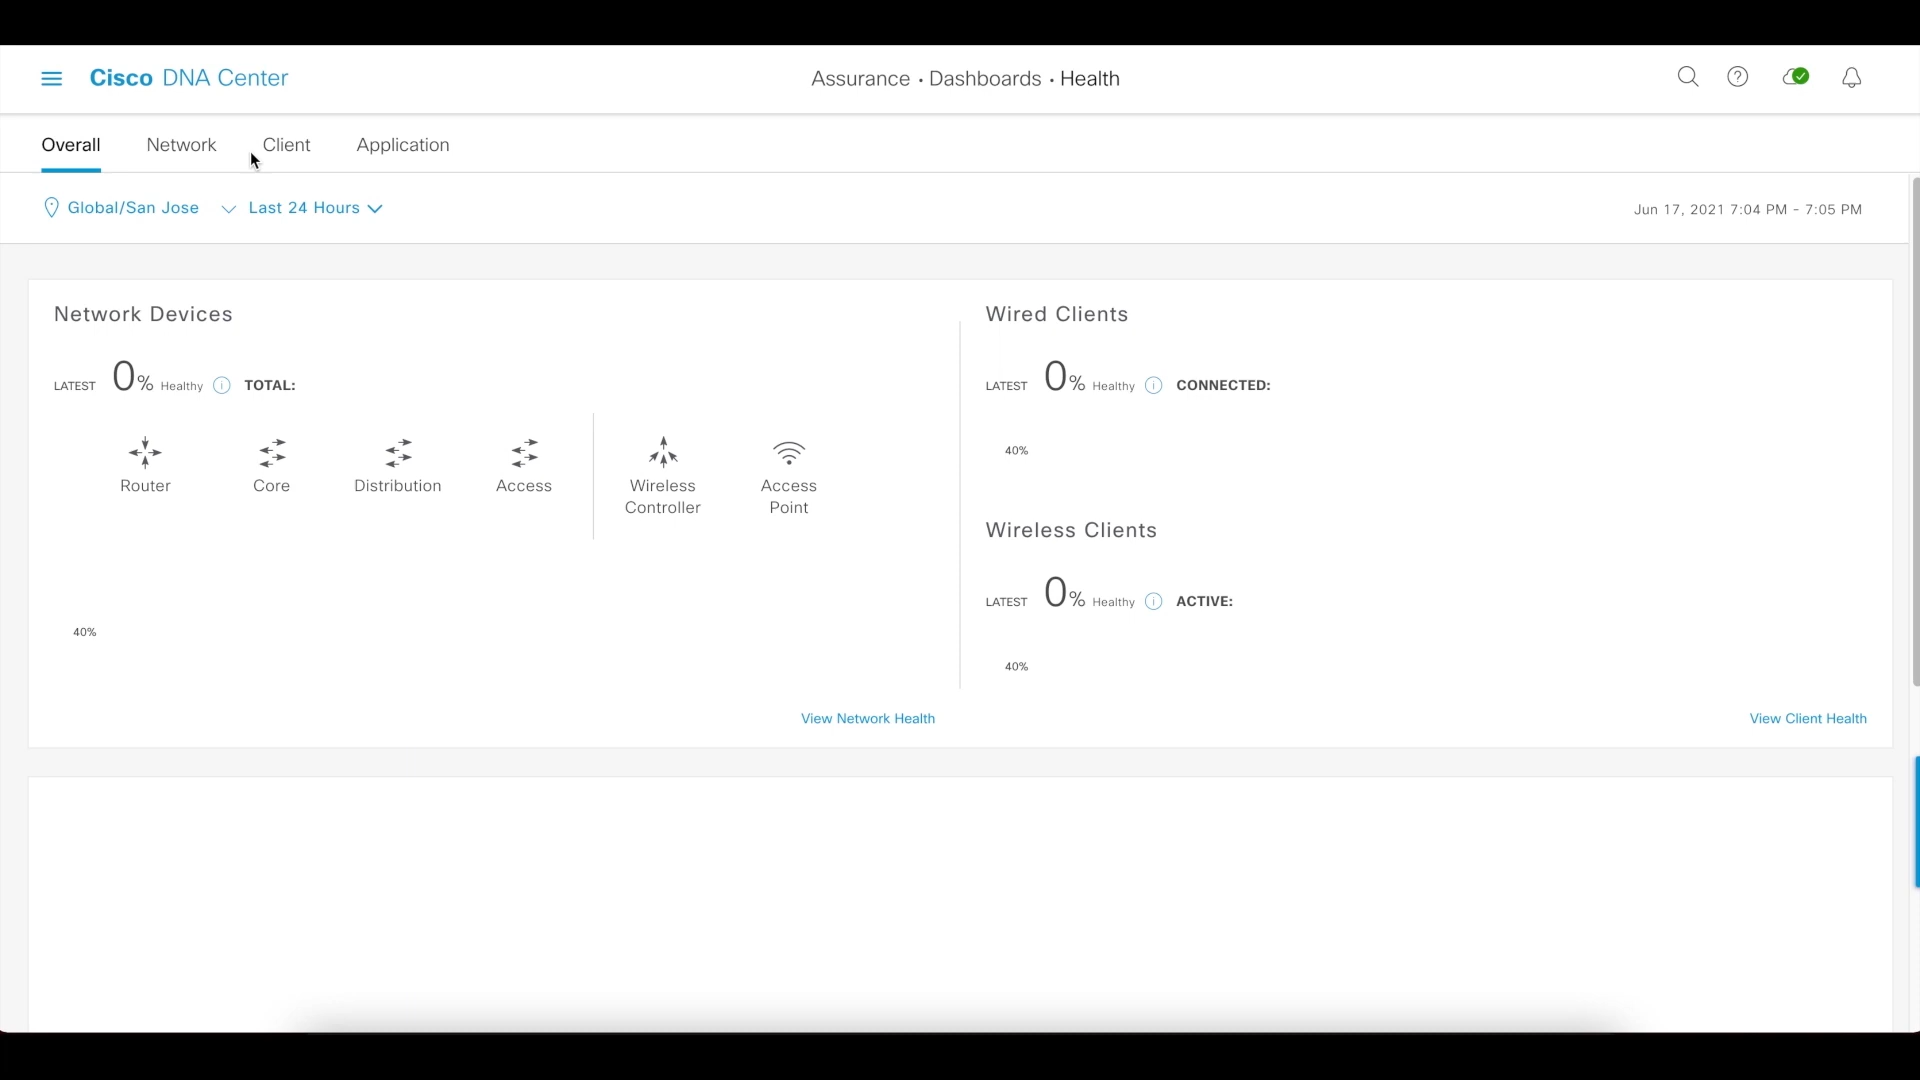 Cisco DNA Center
Assurance • Dashboards • Health
Overall Network Client Application
Global/San Jose Last 24 Hours
Jun 17, 2021 7:04 PM - 7:05 PM
Network Devices
LATEST 0% Healthy TOTAL:
Router Core Distribution Access Wireless Controller Access Point
40%
View Network Health
Wired Clients
LATEST 0% Healthy CONNECTED:
40%
Wireless Clients
LATEST 0% Healthy ACTIVE:
40%
View Client Health